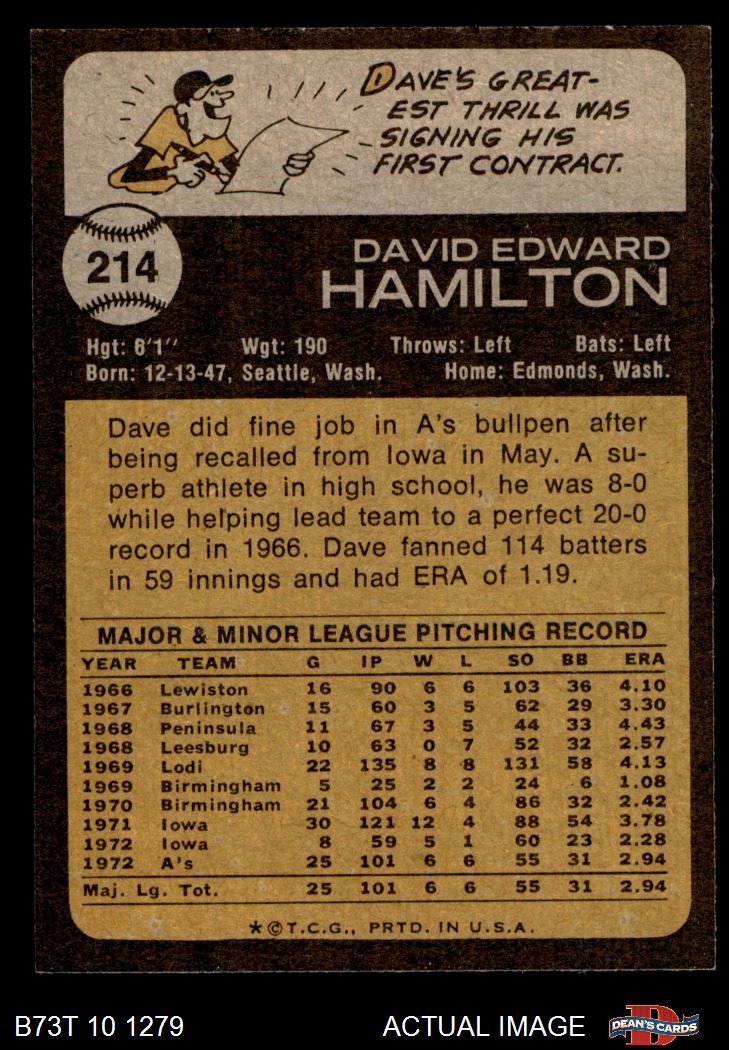 DAVE'S GREAT-
EST THRILL WAS
SIGNING HIS
FIRST CONTRACT.
214
DAVID EDWARD
HAMILTON
Hgt: 6'1" Wgt: 190 Throws: Left Bats: Left
Born: 12-13-47, Seattle, Wash. Home: Edmonds, Wash.
Dave did fine job in A's bullpen after
being recalled from Iowa in May. A su-
perb athlete in high school, he was 8-0
while helping lead team to a perfect 20-0
record in 1966. Dave fanned 114 batters
in 59 innings and had ERA of 1.19.
MAJOR & MINOR LEAGUE PITCHING RECORD
YEAR TEAM G IP W L SO BB ERA
1966 Lewiston 16 90 6 6 103 36 4.10
1967 Burlington 15 60 3 5 62 29 3.30
1968 Peninsula 11 67 3 5 44 33 4.43
1968 Leesburg 10 63 0 7 52 32 2.57
1969 Lodi 22 135 8 8 131 58 4.13
1969 Birmingham 5 25 2 2 24 6 1.08
1970 Birmingham 21 104 6 4 86 32 2.42
1971 Iowa 30 121 12 4 88 54 3.78
1972 Iowa 8 59 5 1 60 23 2.28
1972 A's 25 101 6 6 55 31 2.94
Maj. Lg. Tot. 25 101 6 6 55 31 2.94
★©T.C.G., PRTD. IN U.S.A.
B73T 10 1279 ACTUAL IMAGE D DEAN'S CARDS